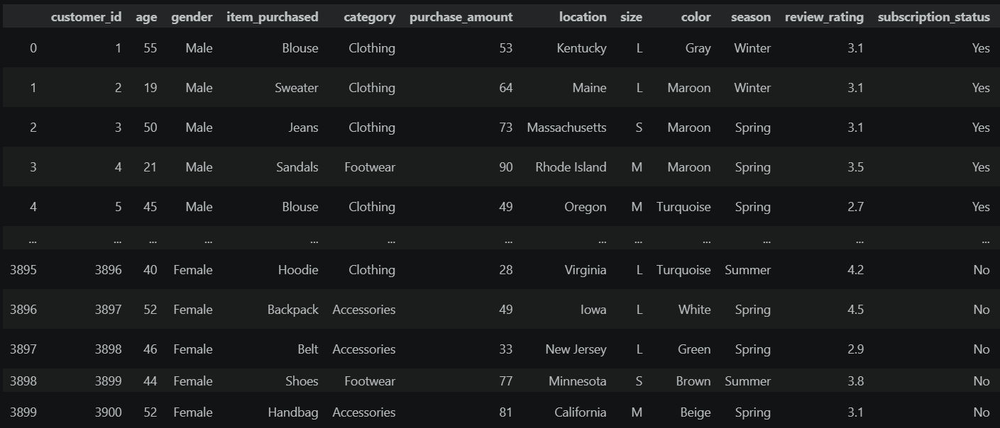 customer_id age gender item_purchased category purchase_amount location size color season review_rating subscription_status
0 1 55 Male Blouse Clothing 53 Kentucky L Gray Winter 3.1 Yes
1 2 19 Male Sweater Clothing 64 Maine L Maroon Winter 3.1 Yes
2 3 50 Male Jeans Clothing 73 Massachusetts S Maroon Spring 3.1 Yes
3 4 21 Male Sandals Footwear 90 Rhode Island M Maroon Spring 3.5 Yes
4 5 45 Male Blouse Clothing 49 Oregon M Turquoise Spring 2.7 Yes
... ... ... ... ... ... ... ... ... ... ... ... ...
3895 3896 40 Female Hoodie Clothing 28 Virginia L Turquoise Summer 4.2 No
3896 3897 52 Female Backpack Accessories 49 Iowa L White Spring 4.5 No
3897 3898 46 Female Belt Accessories 33 New Jersey L Green Spring 2.9 No
3898 3899 44 Female Shoes Footwear 77 Minnesota S Brown Summer 3.8 No
3899 3900 52 Female Handbag Accessories 81 California M Beige Spring 3.1 No